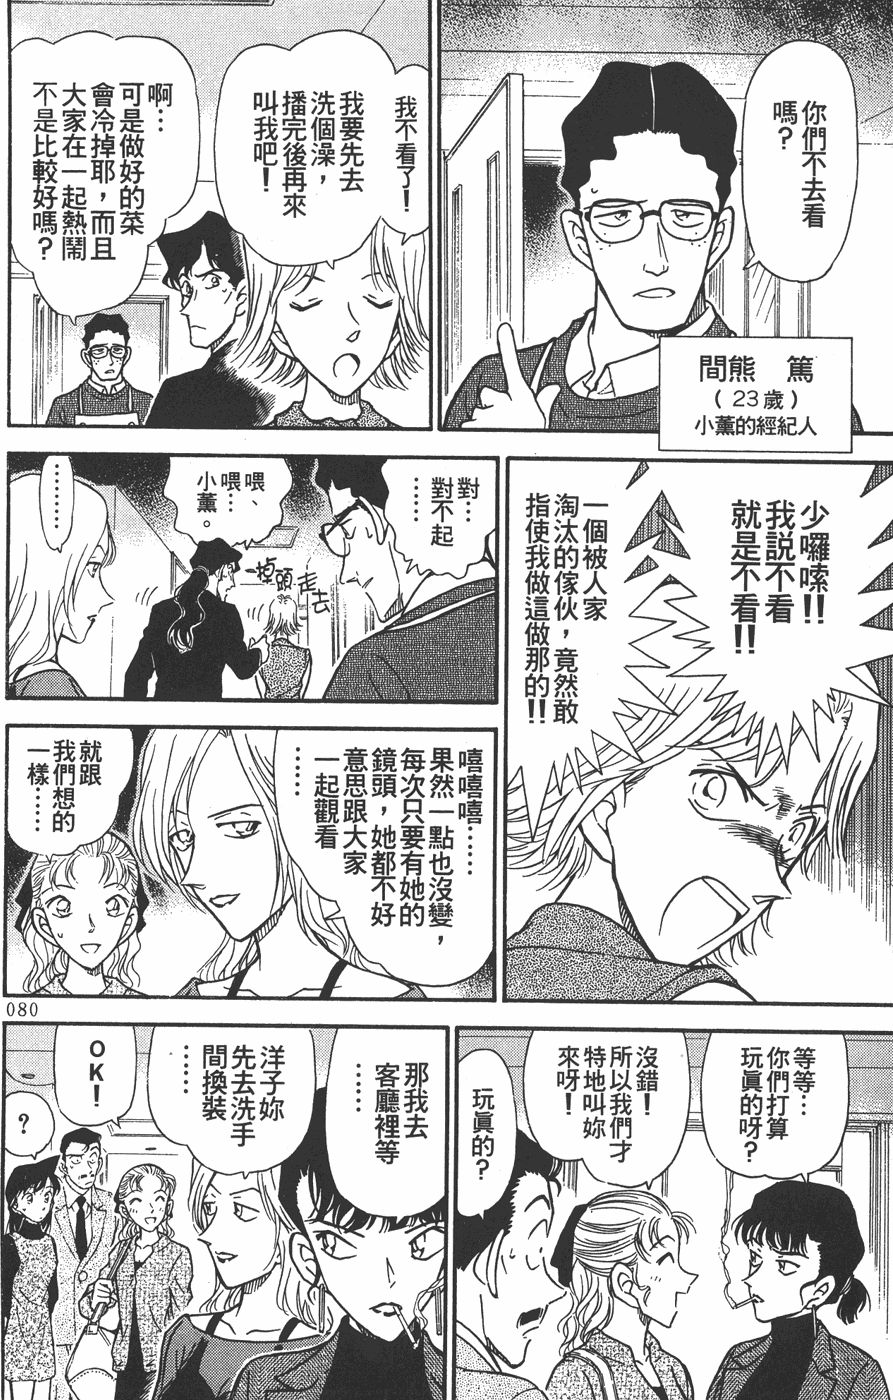 你們不去看
嗎？
間熊　篤
（23歲）
小薰的經紀人
我不看了！
我要先去
洗個澡，
播完後再來
叫我吧！
啊…
可是做好的菜
會冷掉耶，而且
大家在一起熱鬧
不是比較好嗎？
少囉嗦!!
我說不看
就是不看!!
一個被人家
淘汰的傢伙，竟然敢
指使我做這做那的!!
對…
對不起
……
喂、
喂…
小薰。
掉頭走去
……
嘻嘻嘻……
果然一點也沒變，
每次只要有她的
鏡頭，她都不好
意思跟大家
一起觀看
……
就跟
我們想的
一樣……
080
等等…
你們打算
玩眞的呀？
沒錯！
所以我們才
特地叫妳
來呀！
玩眞的？
那我去
客廳裡等
……
洋子妳
先去洗手
間換裝
……
OK！
？